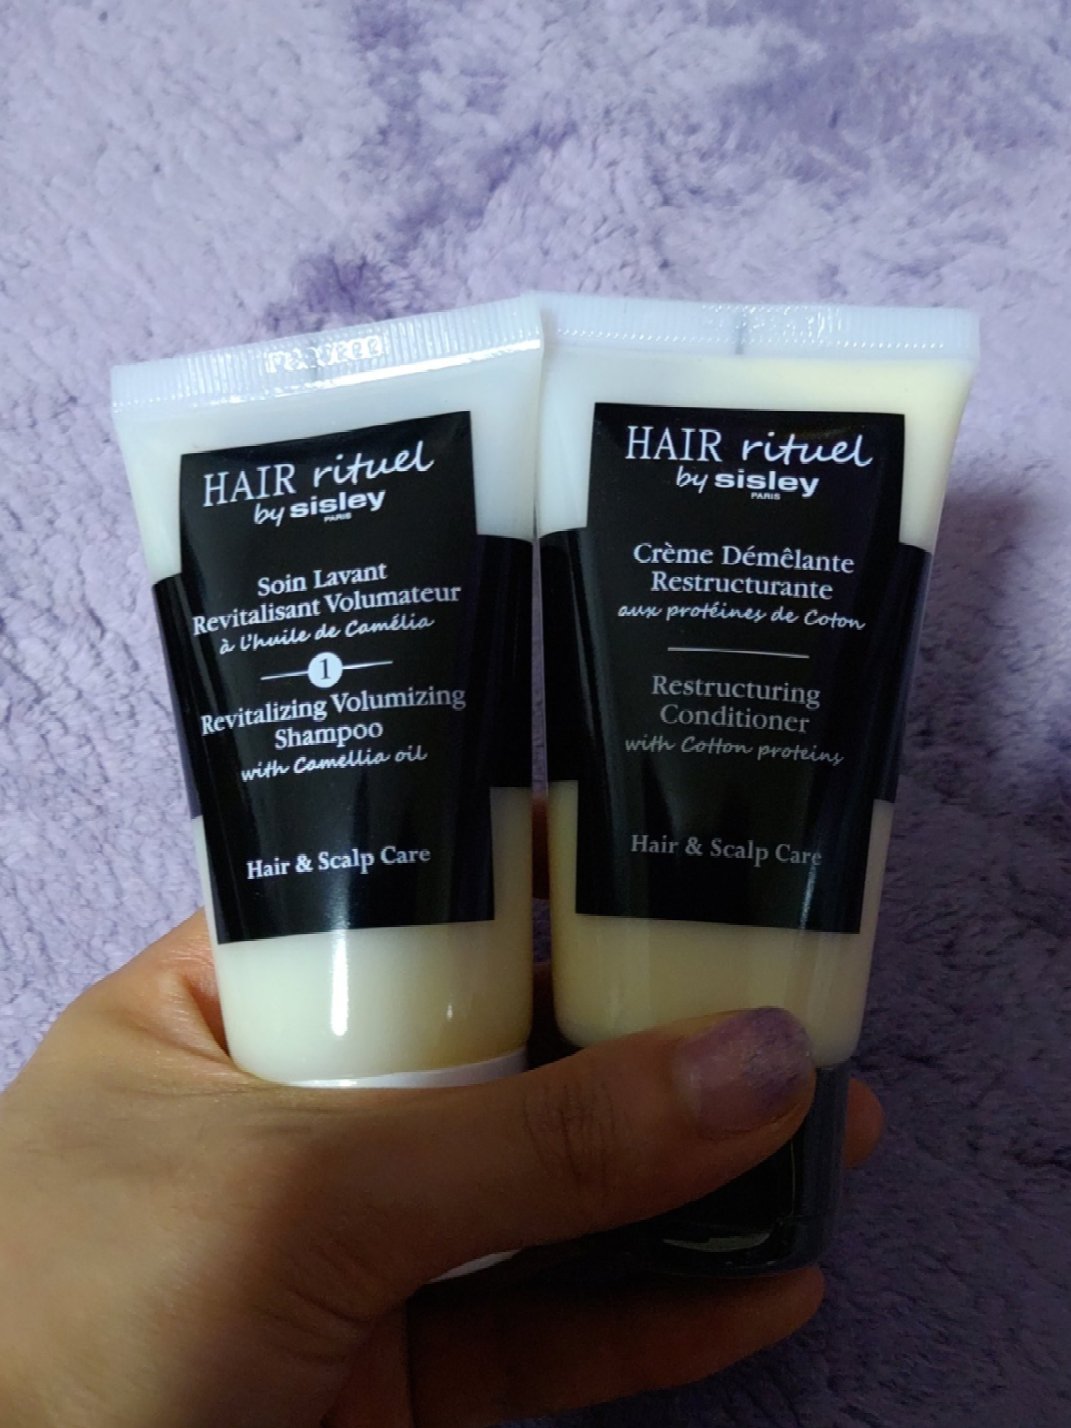 HAIR rituel
by sisley
PARIS
Soin Lavant
Revitalisant Volumateur
à l'huile de Camélia
1
Revitalizing Volumizing
Shampoo
with Camellia oil
Hair & Scalp Care
HAIR rituel
by sisley
PARIS
Crème Démêlante
Restructurante
aux protéines de Coton
Restructuring
Conditioner
with Cotton proteins
Hair & Scalp Care